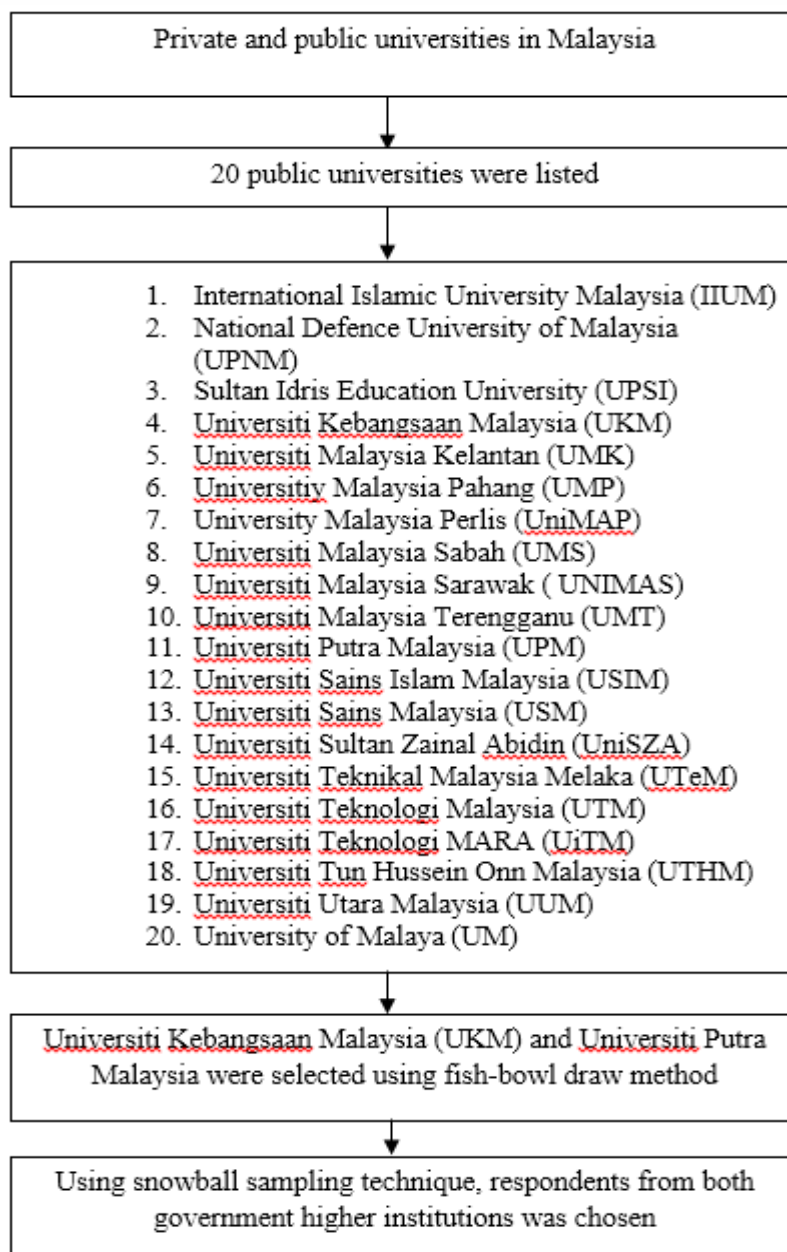 Private and public universities in Malaysia
20 public universities were listed
1. International Islamic University Malaysia (IIUM)
2. National Defence University of Malaysia
(UPNM)
3. Sultan Idris Education University (UPSI)
4. Universiti Kebangsaan Malaysia (UKM)
5. Universiti Malaysia Kelantan (UMK)
6. Universitiy Malaysia Pahang (UMP)
7. University Malaysia Perlis (UniMAP)
8. Universiti Malaysia Sabah (UMS)
9. Universiti Malaysia Sarawak ( UNIMAS)
10. Universiti Malaysia Terengganu (UMT)
11. Universiti Putra Malaysia (UPM)
12. Universiti Sains Islam Malaysia (USIM)
13. Universiti Sains Malaysia (USM)
14. Universiti Sultan Zainal Abidin (UniSZA)
15. Universiti Teknikal Malaysia Melaka (UTeM)
16. Universiti Teknologi Malaysia (UTM)
17. Universiti Teknologi MARA (UiTM)
18. Universiti Tun Hussein Onn Malaysia (UTHM)
19. Universiti Utara Malaysia (UUM)
20. University of Malaya (UM)
Universiti Kebangsaan Malaysia (UKM) and Universiti Putra
Malaysia were selected using fish-bowl draw method
Using snowball sampling technique, respondents from both
government higher institutions was chosen